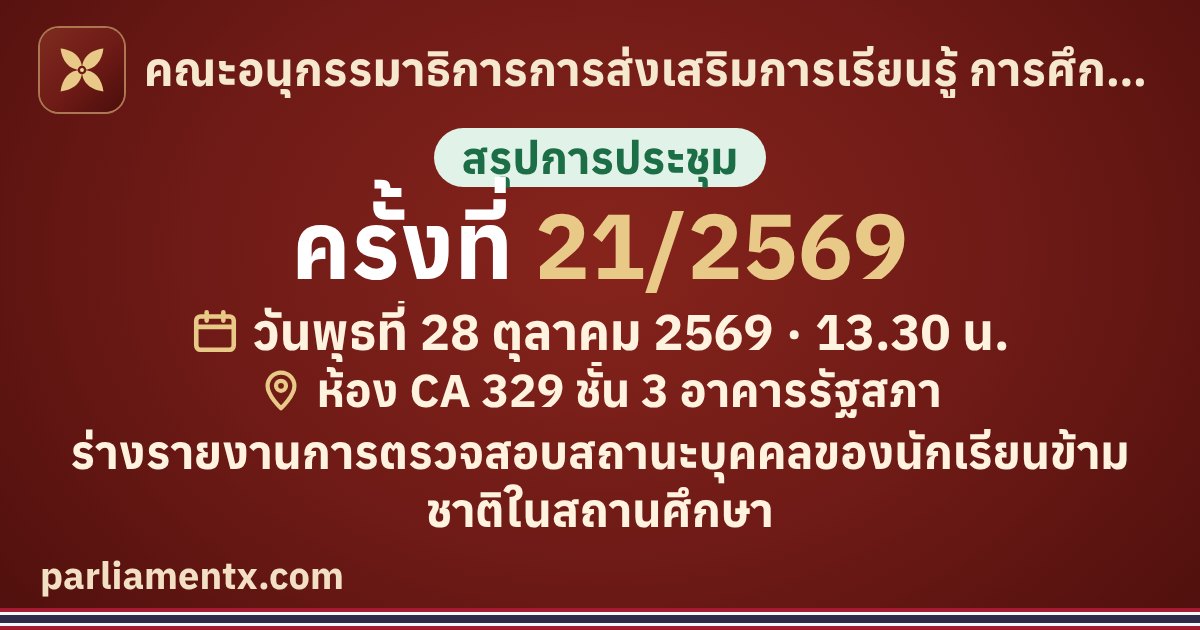 คณะอนุกรรมาธิการการส่งเสริมการเรียนรู้ การศึก...
สรุปการประชุม
ครั้งที่ 21/2569
วันพุธที่ 28 ตุลาคม 2569 · 13.30 น.
ห้อง CA 329 ชั้น 3 อาคารรัฐสภา
ร่างรายงานการตรวจสอบสถานะบุคคลของนักเรียนข้าม
ชาติในสถานศึกษา
parliamentx.com